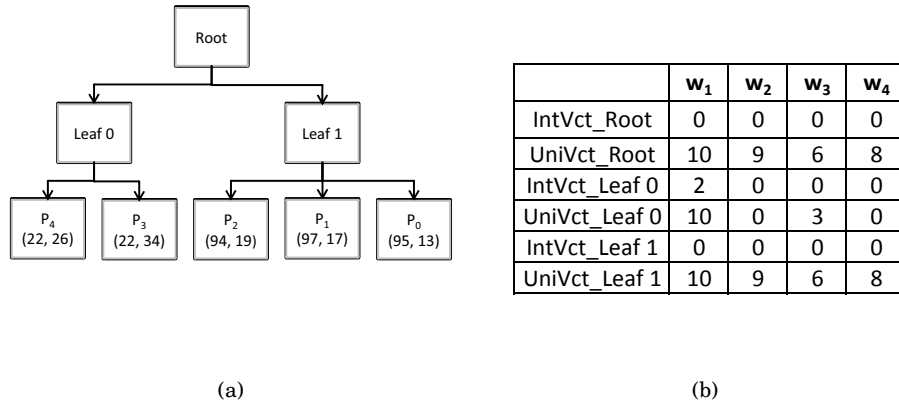 Root
Leaf 0
Leaf 1
P₄
(22, 26)
P₃
(22, 34)
P₂
(94, 19)
P₁
(97, 17)
P₀
(95, 13)
(a)
w₁ w₂ w₃ w₄
IntVct_Root 0 0 0 0
UniVct_Root 10 9 6 8
IntVct_Leaf 0 2 0 0 0
UniVct_Leaf 0 10 0 3 0
IntVct_Leaf 1 0 0 0 0
UniVct_Leaf 1 10 9 6 8
(b)